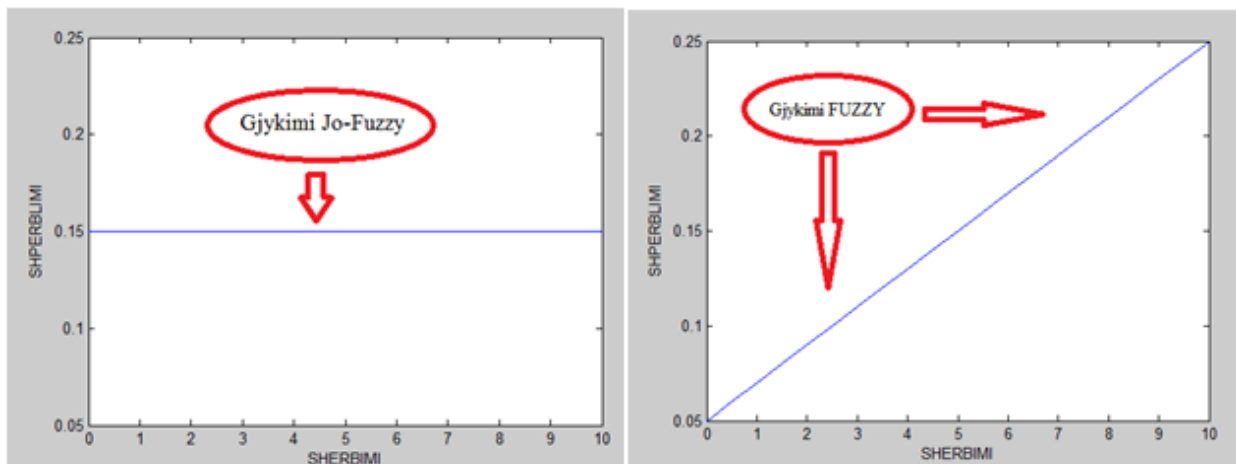 0.25
0.2
0.15
0.1
0.05
SHPERBLIMI
Gjykimi Jo-Fuzzy
0 1 2 3 4 5 6 7 8 9 10
SHERBIMI
0.25
0.2
0.15
0.1
0.05
SHPERBLIMI
Gjykimi FUZZY
0 1 2 3 4 5 6 7 8 9 10
SHERBIMI